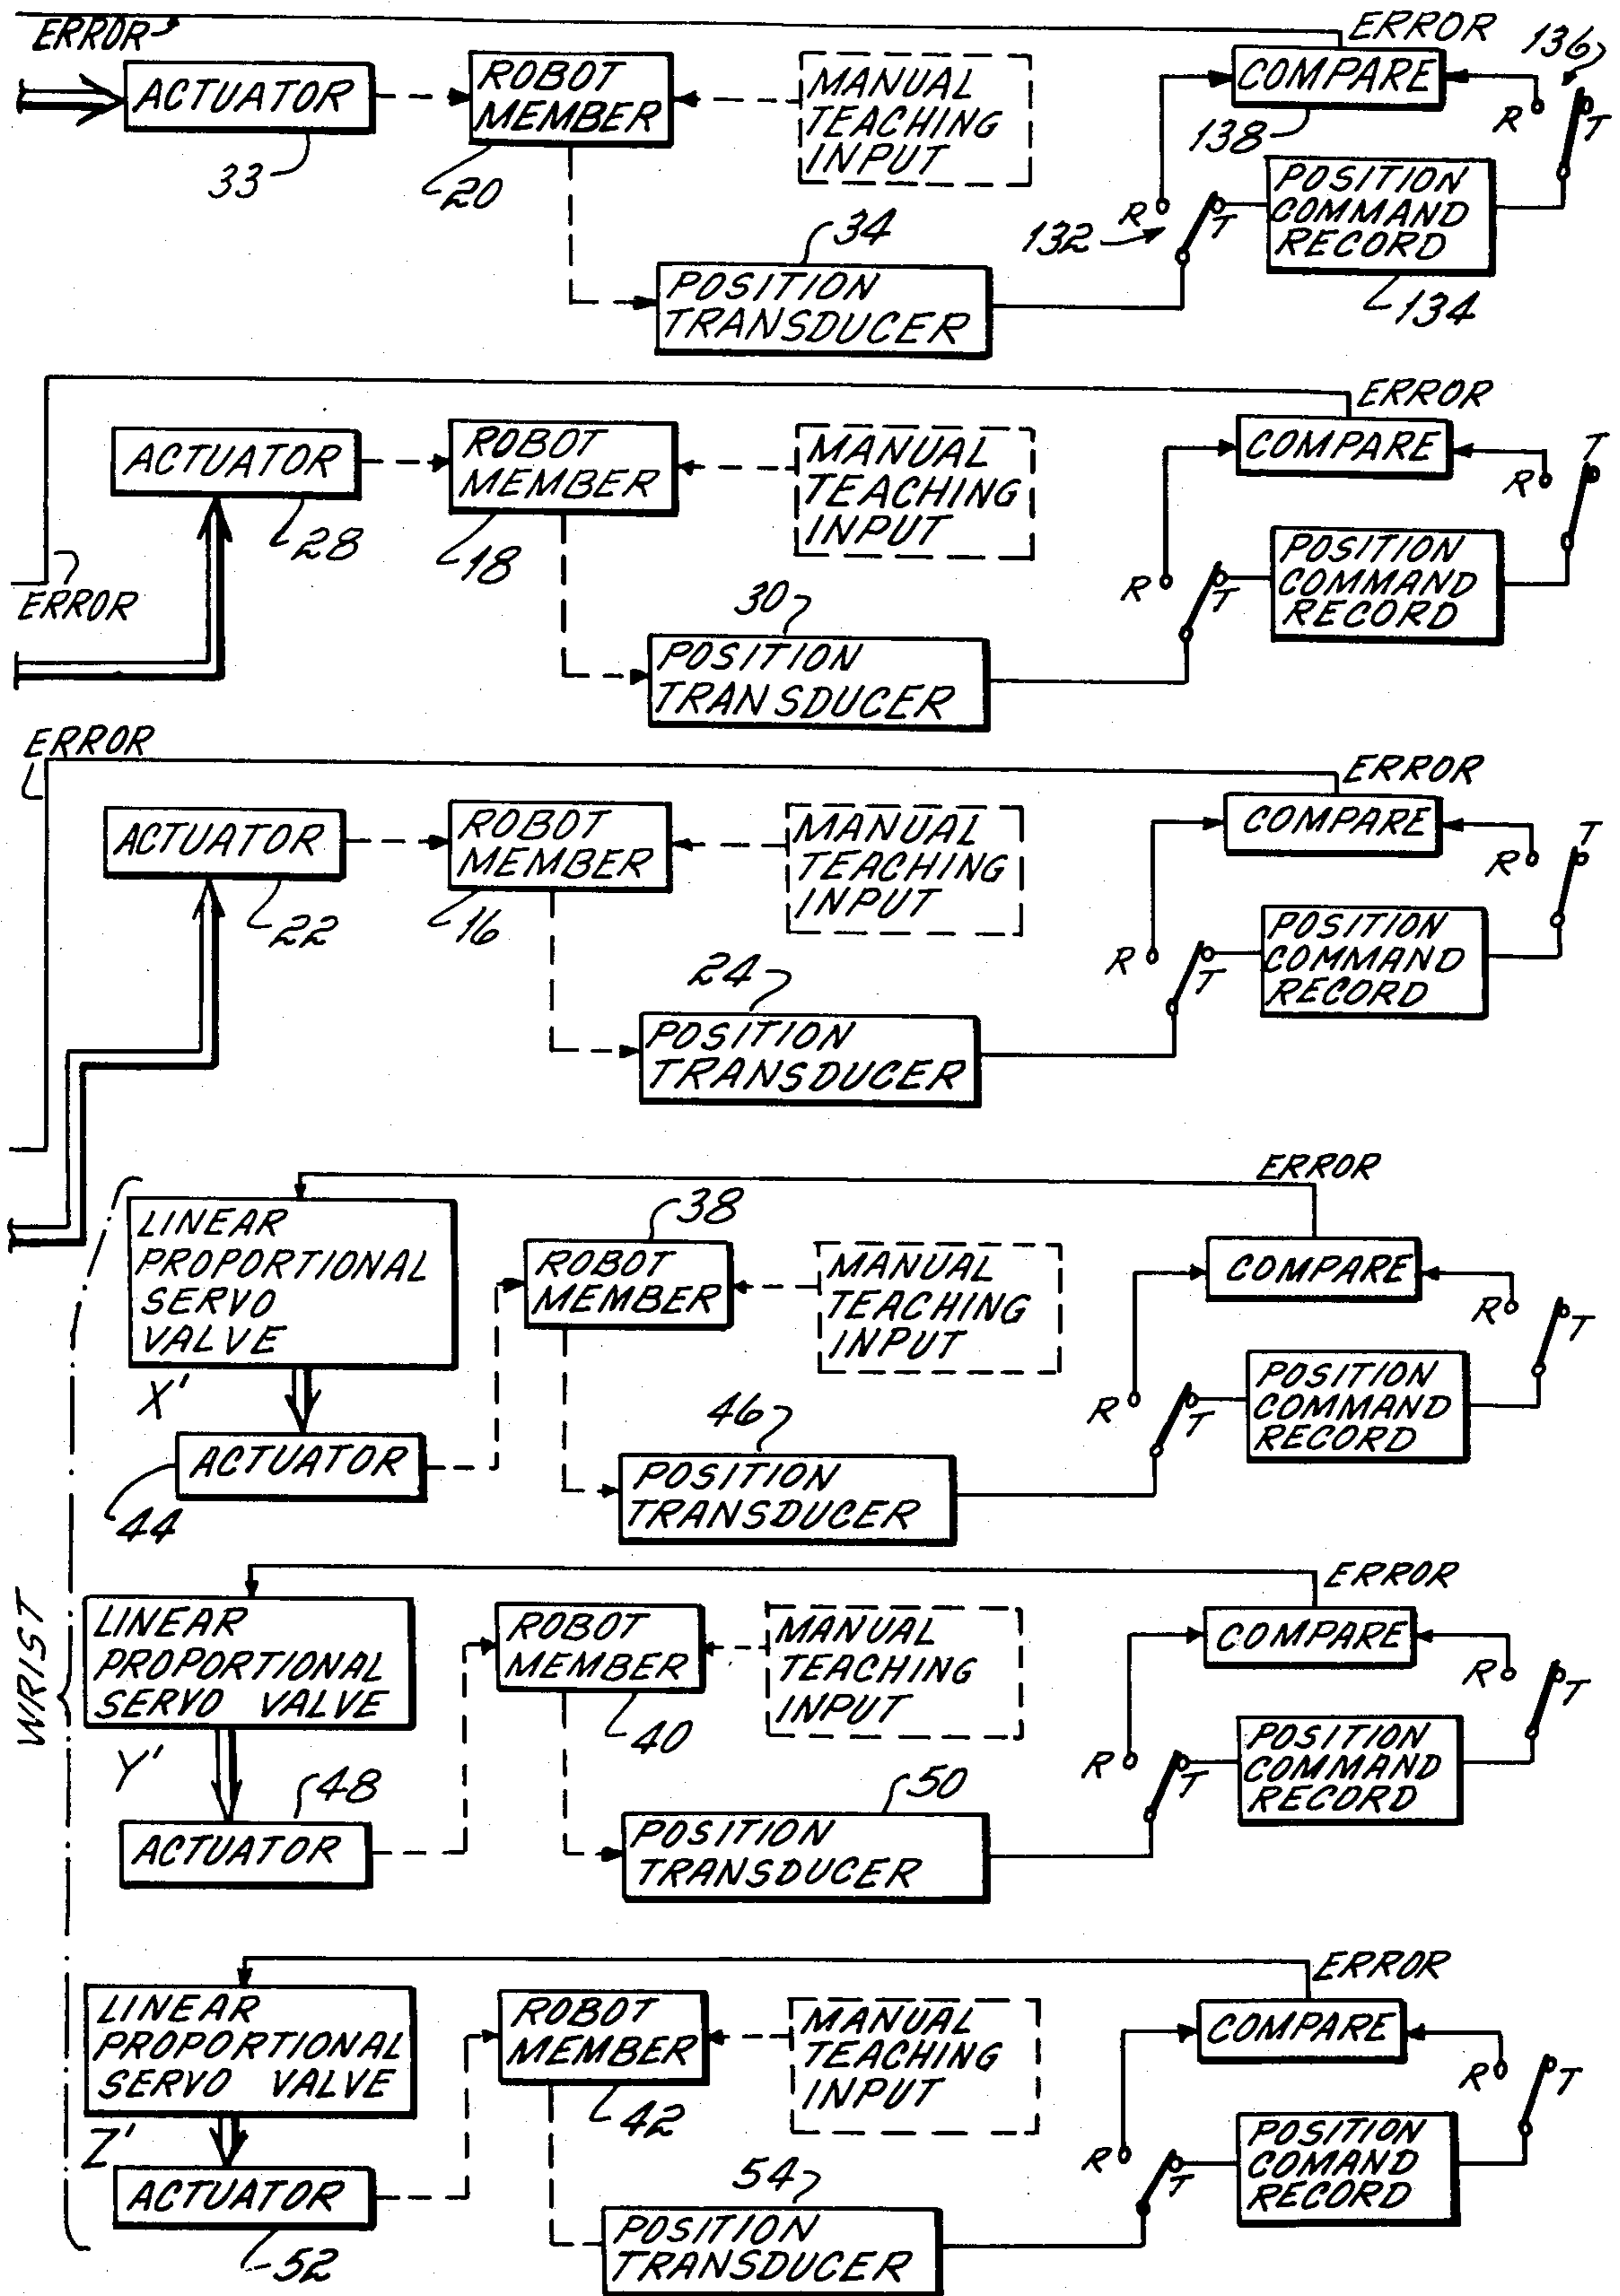 ERROR
ERROR
136
ACTUATOR
ROBOT
MEMBER
MANUAL
TEACHING
INPUT
COMPARE
R
T
33
20
138
POSITION
COMMAND
RECORD
R
T
132
34
134
POSITION
TRANSDUCER
ERROR
ACTUATOR
ROBOT
MEMBER
MANUAL
TEACHING
INPUT
COMPARE
R
T
28
18
ERROR
POSITION
COMMAND
RECORD
R
T
30
POSITION
TRANSDUCER
ERROR
ERROR
ACTUATOR
ROBOT
MEMBER
MANUAL
TEACHING
INPUT
COMPARE
R
T
22
16
POSITION
COMMAND
RECORD
R
T
24
POSITION
TRANSDUCER
ERROR
LINEAR
PROPORTIONAL
SERVO
VALVE
38
ROBOT
MEMBER
MANUAL
TEACHING
INPUT
COMPARE
R
T
X'
POSITION
COMMAND
RECORD
R
T
46
ACTUATOR
44
POSITION
TRANSDUCER
WRIST
ERROR
LINEAR
PROPORTIONAL
SERVO VALVE
ROBOT
MEMBER
MANUAL
TEACHING
INPUT
COMPARE
R
T
40
Y'
POSITION
COMMAND
RECORD
R
T
48
50
ACTUATOR
POSITION
TRANSDUCER
ERROR
LINEAR
PROPORTIONAL
SERVO VALVE
ROBOT
MEMBER
MANUAL
TEACHING
INPUT
COMPARE
R
T
42
Z'
POSITION
COMAND
RECORD
R
T
54
ACTUATOR
52
POSITION
TRANSDUCER